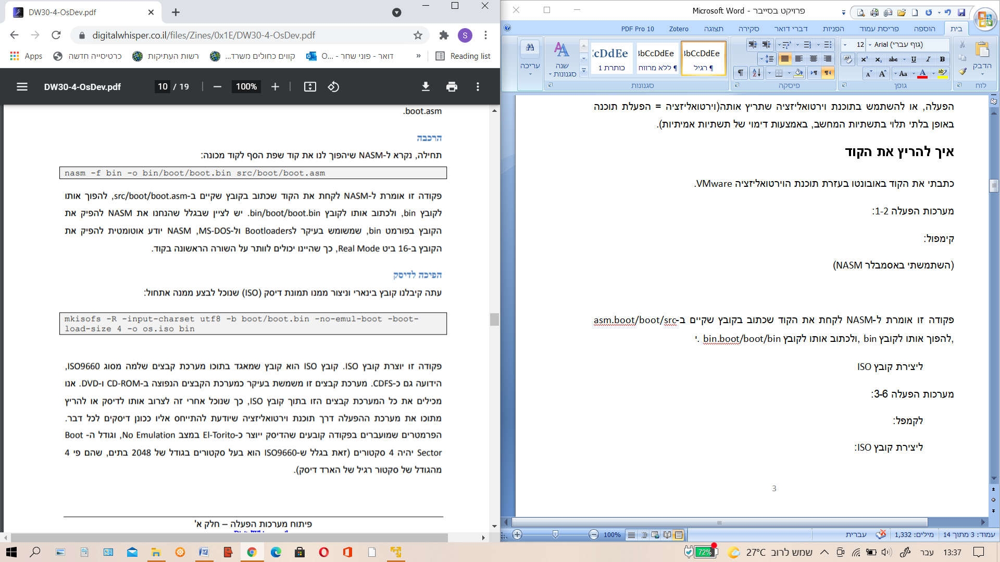 DW30-4-OsDev.pdf
digitalwhisper.co.il/files/Zines/0x1E/DW30-4-OsDev.pdf
S
Apps
כרטיסייה חדשה
רשות העתיקות
קווים כחולים משרד...
דואר - פוני שחר - O...
»
Reading list
DW30-4-OsDev.pdf
10 / 19
100%
boot.asm.
הרכבה
תחילה, נקרא ל-NASM שיהפוך לנו את קוד שפת הסף לקוד מכונה:
nasm -f bin -o bin/boot/boot.bin src/boot/boot.asm
פקודה זו אומרת ל-NASM לקחת את הקוד שכתוב בקובץ שקיים ב-src/boot/boot.asm, להפוך אותו
לקובץ bin, ולכתוב אותו לקובץ bin/boot/boot.bin. יש לציין שבגלל שהנחנו את NASM להפיק את
הקובץ בפורמט bin, שמשומש בעיקר לBootloaders ול-MS-DOS, NASM יודע אוטומטית להפיק את
הקובץ ב-16 ביט Real Mode, כך שהיינו יכולים לוותר על השורה הראשונה בקוד.
הפיכה לדיסק
עתה קיבלנו קובץ בינארי וניצור ממנו תמונת דיסק (ISO) שנוכל לבצע ממנה אתחול:
mkisofs -R -input-charset utf8 -b boot/boot.bin -no-emul-boot -boot-
load-size 4 -o os.iso bin
פקודה זו יוצרת קובץ ISO. קובץ ISO הוא קובץ שמאגד בתוכו מערכת קבצים שלמה מסוג ISO9660,
הידועה גם כ-CDFS. מערכת קבצים זו משמשת בעיקר כמערכת הקבצים הנפוצה ב-CD-ROM ו-DVD. אנו
מכילים את כל המערכת קבצים הזו בתוך קובץ ISO, כך שנוכל אחרי זה לצרוב אותו לדיסק או להריץ
מתוכו את מערכת ההפעלה דרך תוכנת וירטואליזציה שיודעת להתייחס אליו ככונן דיסקים לכל דבר.
הפרמטרים שמועברים בפקודה קובעים שהדיסק ייוצר כ-El-Torito במצב No Emulation, וגודל ה- Boot
Sector יהיה 4 סקטורים (זאת בגלל ש-ISO9660 הוא בעל סקטורים בגודל של 2048 בתים, שהם פי 4
מהגודל של סקטור רגיל של הארד דיסק).
פיתוח מערכות הפעלה – חלק א'
פרויקט בסייבר - Microsoft Word
בית
הוספה
פריסת עמוד
הפניות
דברי דואר
סקירה
תצוגה
Zotero
PDF Pro 10
הדבק
לוח
Arial (גוף עברי)
12
B I U abc x₂ x²
Aa A A
גופן
פיסקה
AaBbCcDdEe
¶ רגיל
AaBbCcDdEe
¶ ללא מרווח
cDdEe
כותרת 1
שנה
סגנונות
סגנונות
עריכה
הפעלה, או להשתמש בתוכנת וירטואליזציה שתריץ אותה(וירטואליזציה = הפעלת תוכנה
באופן בלתי תלוי בתשתיות המחשב, באמצעות דימוי של תשתיות אמיתיות).
איך להריץ את הקוד
כתבתי את הקוד באובונטו בעזרת תוכנת הוירטואליזציה VMware.
מערכות הפעלה 1-2:
קימפול:
(השתמשתי באסמבלר NASM)
פקודה זו אומרת ל-NASM לקחת את הקוד שכתוב בקובץ שקיים ב-asm.boot/boot/src
,להפוך אותו לקובץ bin ,ולכתוב אותו לקובץ bin.boot/boot/bin .י
ליצירת קובץ ISO
מערכות הפעלה 3-6:
לקמפל:
ליצירת קובץ ISO:
3
עמוד: 3 מתוך 14
מילים: 1,332
עברית
100%
72%
27°C שמש לרוב
עבר
13:37